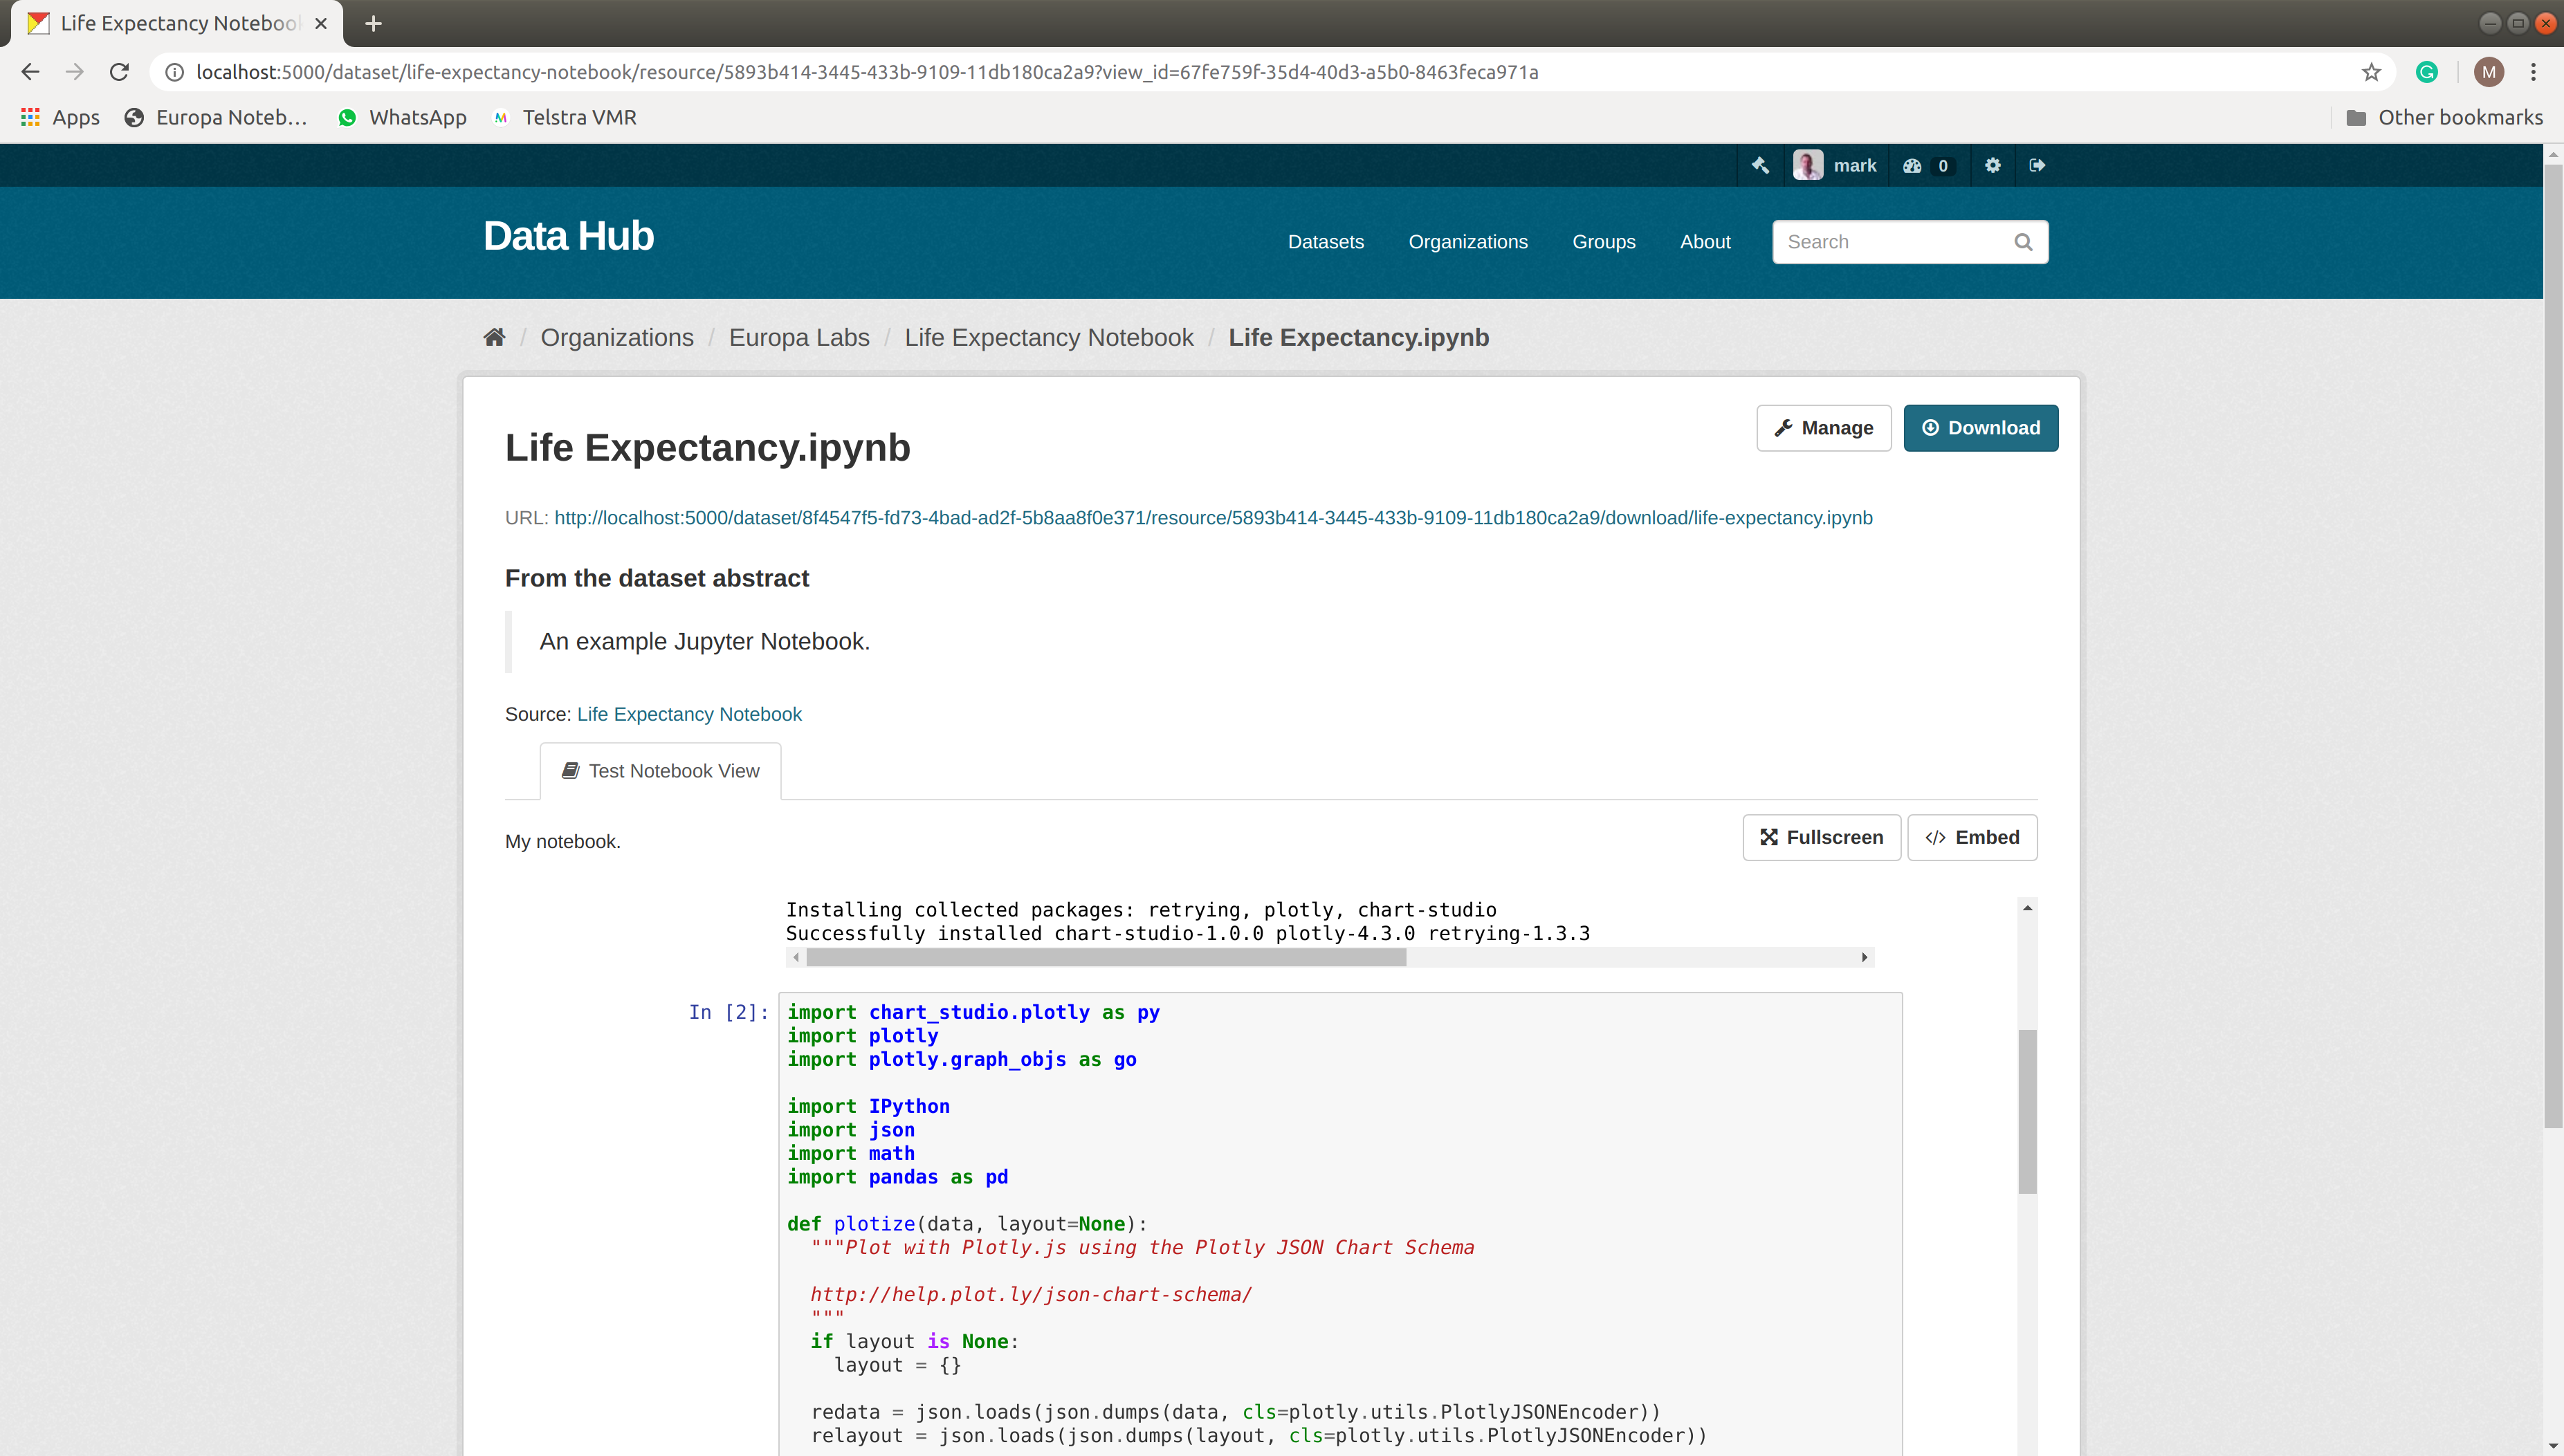 Life Expectancy Noteboo
localhost:5000/dataset/life-expectancy-notebook/resource/5893b414-3445-433b-9109-11db180ca2a9?view_id=67fe759f-35d4-40d3-a5b0-8463feca971a
M
Apps
Europa Noteb...
WhatsApp
Telstra VMR
Other bookmarks
mark
0
Data Hub
Datasets
Organizations
Groups
About
Search
/ Organizations / Europa Labs / Life Expectancy Notebook / Life Expectancy.ipynb
Manage
Download
Life Expectancy.ipynb
URL: http://localhost:5000/dataset/8f4547f5-fd73-4bad-ad2f-5b8aa8f0e371/resource/5893b414-3445-433b-9109-11db180ca2a9/download/life-expectancy.ipynb
From the dataset abstract
An example Jupyter Notebook.
Source: Life Expectancy Notebook
Test Notebook View
My notebook.
Fullscreen
Embed
Installing collected packages: retrying, plotly, chart-studio
Successfully installed chart-studio-1.0.0 plotly-4.3.0 retrying-1.3.3
In [2]:
import chart_studio.plotly as py
import plotly
import plotly.graph_objs as go
import IPython
import json
import math
import pandas as pd
def plotize(data, layout=None):
"""Plot with Plotly.js using the Plotly JSON Chart Schema
http://help.plot.ly/json-chart-schema/
"""
if layout is None:
layout = {}
redata = json.loads(json.dumps(data, cls=plotly.utils.PlotlyJSONEncoder))
relayout = json.loads(json.dumps(layout, cls=plotly.utils.PlotlyJSONEncoder))